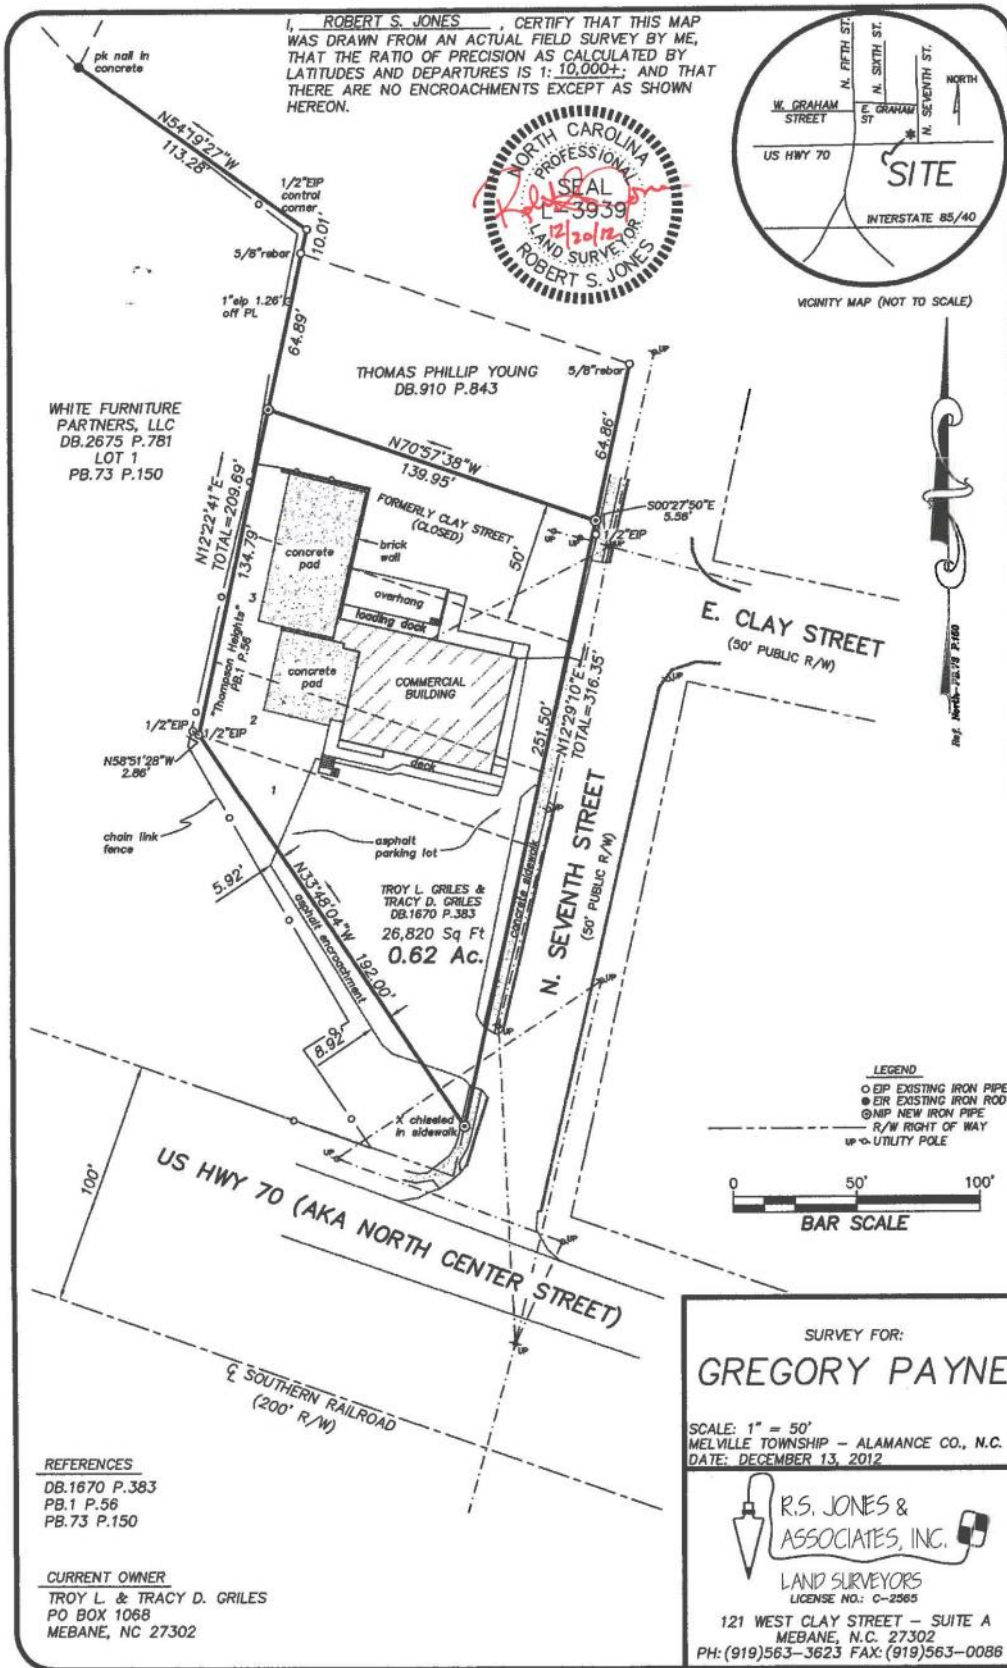 I, ROBERT S. JONES , CERTIFY THAT THIS MAP
WAS DRAWN FROM AN ACTUAL FIELD SURVEY BY ME,
THAT THE RATIO OF PRECISION AS CALCULATED BY
LATITUDES AND DEPARTURES IS 1: 10,000+; AND THAT
THERE ARE NO ENCROACHMENTS EXCEPT AS SHOWN
HEREON.
NORTH CAROLINA
PROFESSIONAL
SEAL
L-3939
12/20/12
LAND SURVEYOR
ROBERT S. JONES
N. FIFTH ST.
N. SIXTH ST.
N. SEVENTH ST.
NORTH
W. GRAHAM
STREET
E. GRAHAM
ST
US HWY 70
SITE
INTERSTATE 85/40
VICINITY MAP (NOT TO SCALE)
pk nail in
concrete
N54°19'27"W
113.28'
1/2"EIP
control
corner
10.01'
5/8"rebar
1"eip 1.26'
off PL
64.89'
THOMAS PHILLIP YOUNG
DB.910 P.843
5/8"rebar
UP
WHITE FURNITURE
PARTNERS, LLC
DB.2675 P.781
LOT 1
PB.73 P.150
N70°57'38"W
139.95'
64.86'
S00°27'50"E
5.56'
1/2"EIP
UP
UP
UP
N12°22'41"E
TOTAL=209.69'
134.79'
FORMERLY CLAY STREET
(CLOSED)
50'
brick
wall
concrete
pad
overhang
loading dock
3
"Thompson Heights"
PB.1 P.56
concrete
pad
COMMERCIAL
BUILDING
2
deck
E. CLAY STREET
(50' PUBLIC R/W)
UP
Ref. North-PB.73 P.150
1/2"EIP
1/2"EIP
N58°51'28"W
2.86'
1
251.50'
N12°29'10"E
TOTAL=316.35'
UP
chain link
fence
asphalt
parking lot
5.92'
N33°48'04"W
192.00'
asphalt encroachment
TROY L. GRILES &
TRACY D. GRILES
DB.1670 P.383
26,820 Sq Ft
0.62 Ac.
concrete sidewalk
N. SEVENTH STREET
(50' PUBLIC R/W)
UP
UP
8.92'
X chiseled
in sidewalk
UP
UP
UP
100'
US HWY 70 (AKA NORTH CENTER STREET)
℄ SOUTHERN RAILROAD
(200' R/W)
LEGEND
EIP EXISTING IRON PIPE
EIR EXISTING IRON ROD
NIP NEW IRON PIPE
R/W RIGHT OF WAY
UP UTILITY POLE
0 50' 100'
BAR SCALE
SURVEY FOR:
GREGORY PAYNE
SCALE: 1" = 50'
MELVILLE TOWNSHIP - ALAMANCE CO., N.C.
DATE: DECEMBER 13, 2012
R.S. JONES &
ASSOCIATES, INC.
LAND SURVEYORS
LICENSE NO.: C-2565
121 WEST CLAY STREET - SUITE A
MEBANE, N.C. 27302
PH:(919)563-3623 FAX:(919)563-0086
REFERENCES
DB.1670 P.383
PB.1 P.56
PB.73 P.150
CURRENT OWNER
TROY L. & TRACY D. GRILES
PO BOX 1068
MEBANE, NC 27302